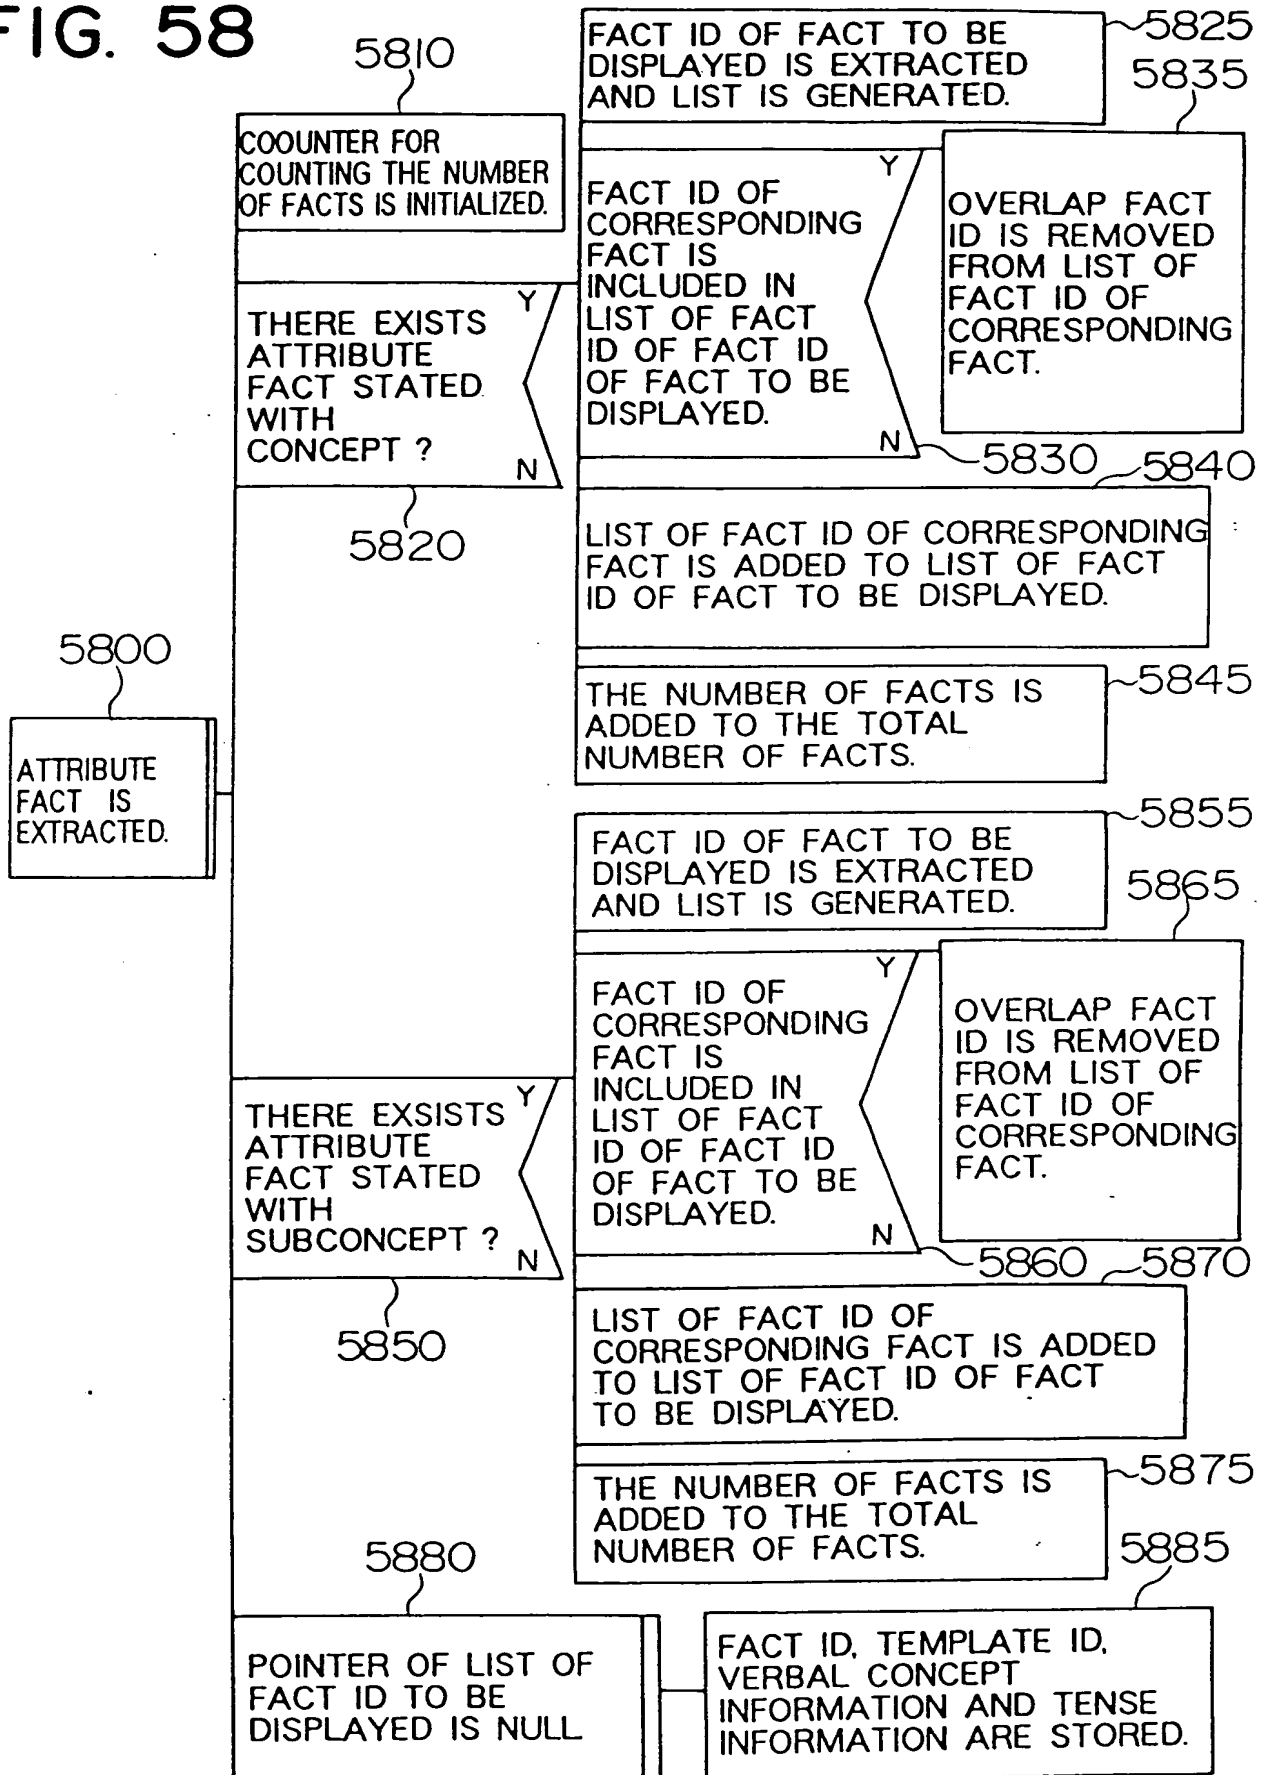 FIG. 58
5810
COOUNTER FOR
COUNTING THE NUMBER
OF FACTS IS INITIALIZED.
THERE EXISTS
ATTRIBUTE
FACT STATED
WITH
CONCEPT ?
Y
N
5820
5825
FACT ID OF FACT TO BE
DISPLAYED IS EXTRACTED
AND LIST IS GENERATED.
5835
FACT ID OF
CORRESPONDING
FACT IS
INCLUDED IN
LIST OF FACT
ID OF FACT ID
OF FACT TO BE
DISPLAYED.
Y
N
5830
OVERLAP FACT
ID IS REMOVED
FROM LIST OF
FACT ID OF
CORRESPONDING
FACT.
5840
LIST OF FACT ID OF CORRESPONDING
FACT IS ADDED TO LIST OF FACT
ID OF FACT TO BE DISPLAYED.
5845
THE NUMBER OF FACTS IS
ADDED TO THE TOTAL
NUMBER OF FACTS.
5800
ATTRIBUTE
FACT IS
EXTRACTED.
5855
FACT ID OF FACT TO BE
DISPLAYED IS EXTRACTED
AND LIST IS GENERATED.
5865
THERE EXSISTS
ATTRIBUTE
FACT STATED
WITH
SUBCONCEPT ?
Y
N
5850
FACT ID OF
CORRESPONDING
FACT IS
INCLUDED IN
LIST OF FACT
ID OF FACT ID
OF FACT TO BE
DISPLAYED.
Y
N
5860
OVERLAP FACT
ID IS REMOVED
FROM LIST OF
FACT ID OF
CORRESPONDING
FACT.
5870
LIST OF FACT ID OF
CORRESPONDING FACT IS ADDED
TO LIST OF FACT ID OF FACT
TO BE DISPLAYED.
5875
THE NUMBER OF FACTS IS
ADDED TO THE TOTAL
NUMBER OF FACTS.
5880
POINTER OF LIST OF
FACT ID TO BE
DISPLAYED IS NULL
5885
FACT ID, TEMPLATE ID,
VERBAL CONCEPT
INFORMATION AND TENSE
INFORMATION ARE STORED.